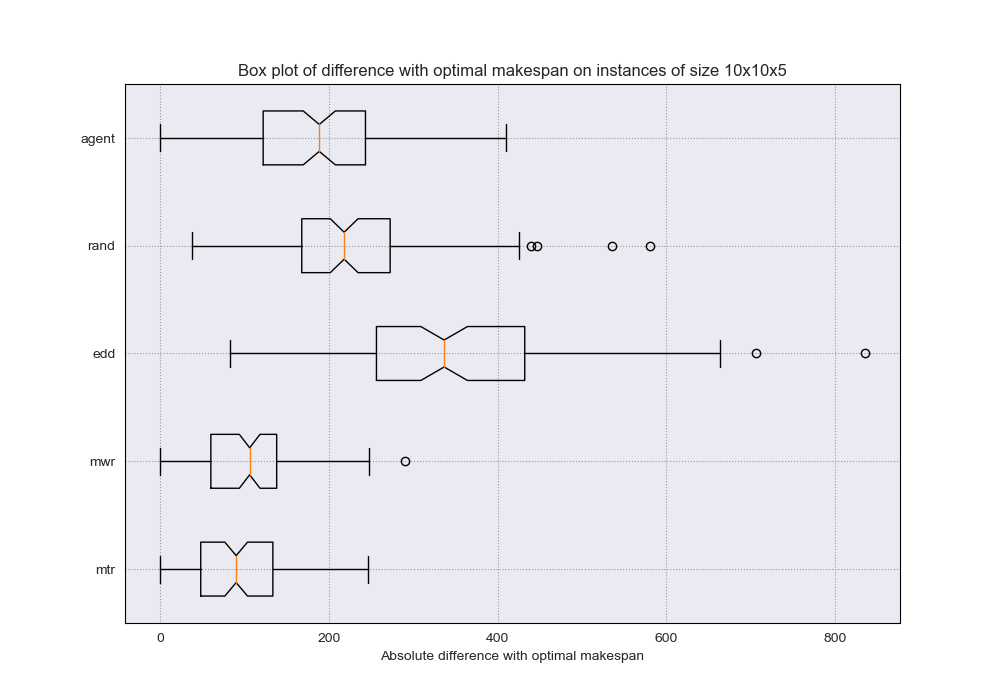 Box plot of difference with optimal makespan on instances of size 10x10x5
agent
rand
edd
mwr
mtr
0 200 400 600 800
Absolute difference with optimal makespan